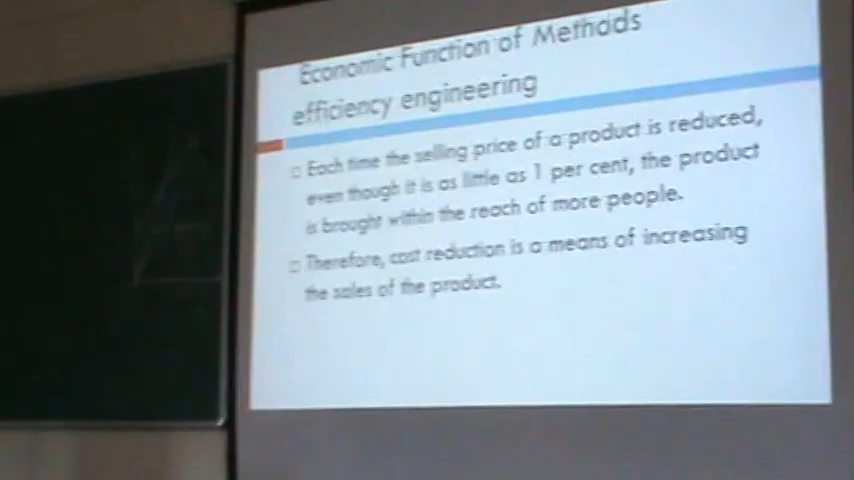 Economic Function of Methods
efficiency engineering
Each time the selling price of a product is reduced,
even though it is as little as 1 per cent, the product
is brought within the reach of more people.
Therefore, cost reduction is a means of increasing
the sales of the product.